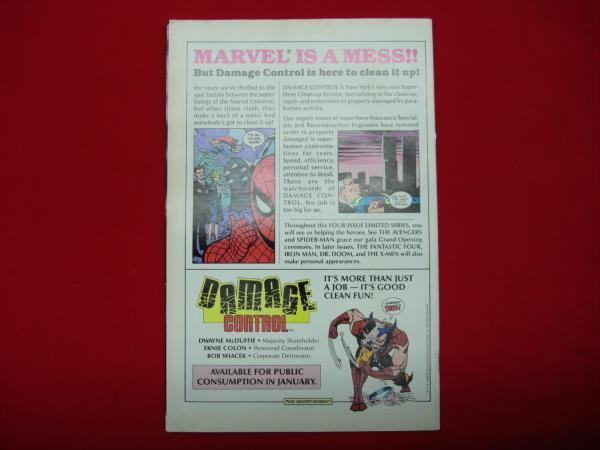 MARVEL® IS A MESS!!
But Damage Control is here to clean it up!
For years we've thrilled to the
epic battles between the super-
beings of the Marvel Universe,
but when titans clash, they
make a heck of a mess! And
somebody's got to clean it up!
DAMAGE CONTROL is New York's very own Super-
Hero Clean-up Service, specializing in the cleanup,
repair and restoration of property damaged by para-
human activity.
Our expert teams of superhero Insurance Special-
ists and Reconstruction Engineers have restored
order to property
damaged in super-
human confronta-
tions for years.
Speed, efficiency,
personal service,
attention to detail.
These are the
watchwords of
DAMAGE CON-
TROL. No job is
too big for us.
Throughout this FOUR-ISSUE LIMITED SERIES, you
will see us helping the heroes. See THE AVENGERS
and SPIDER-MAN grace our gala Grand Opening
ceremony. In later issues, THE FANTASTIC FOUR,
IRON MAN, DR. DOOM, and THE X-MEN will also
make personal appearances.
DAMAGE
CONTROL™
DWAYNE McDUFFIE • Majority Shareholder
ERNIE COLON • Personnel Coordinator
BOB WIACEK • Corporate Delineator
AVAILABLE FOR PUBLIC
CONSUMPTION IN JANUARY.
IT'S MORE THAN JUST
A JOB — IT'S GOOD
CLEAN FUN!
PAID ADVERTISEMENT